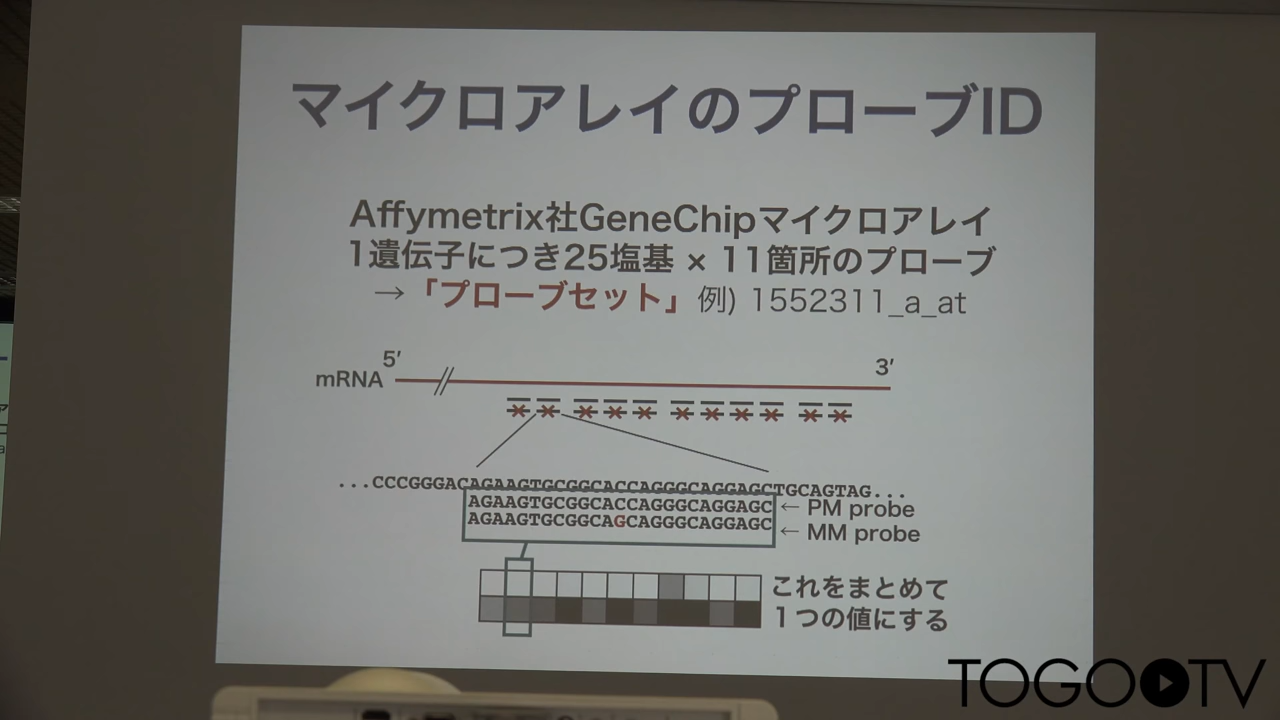 マイクロアレイのプローブID
Affymetrix社GeneChipマイクロアレイ
1遺伝子につき25塩基 × 11箇所のプローブ
→「プローブセット」例) 1552311_a_at
5′
3′
mRNA
...CCCGGGACAGAAGTGCGGCACCAGGGCAGGAGCTGCAGTAG...
AGAAGTGCGGCACCAGGGCAGGAGC ← PM probe
AGAAGTGCGGCAGCAGGGCAGGAGC ← MM probe
これをまとめて
1つの値にする
TOGOTV